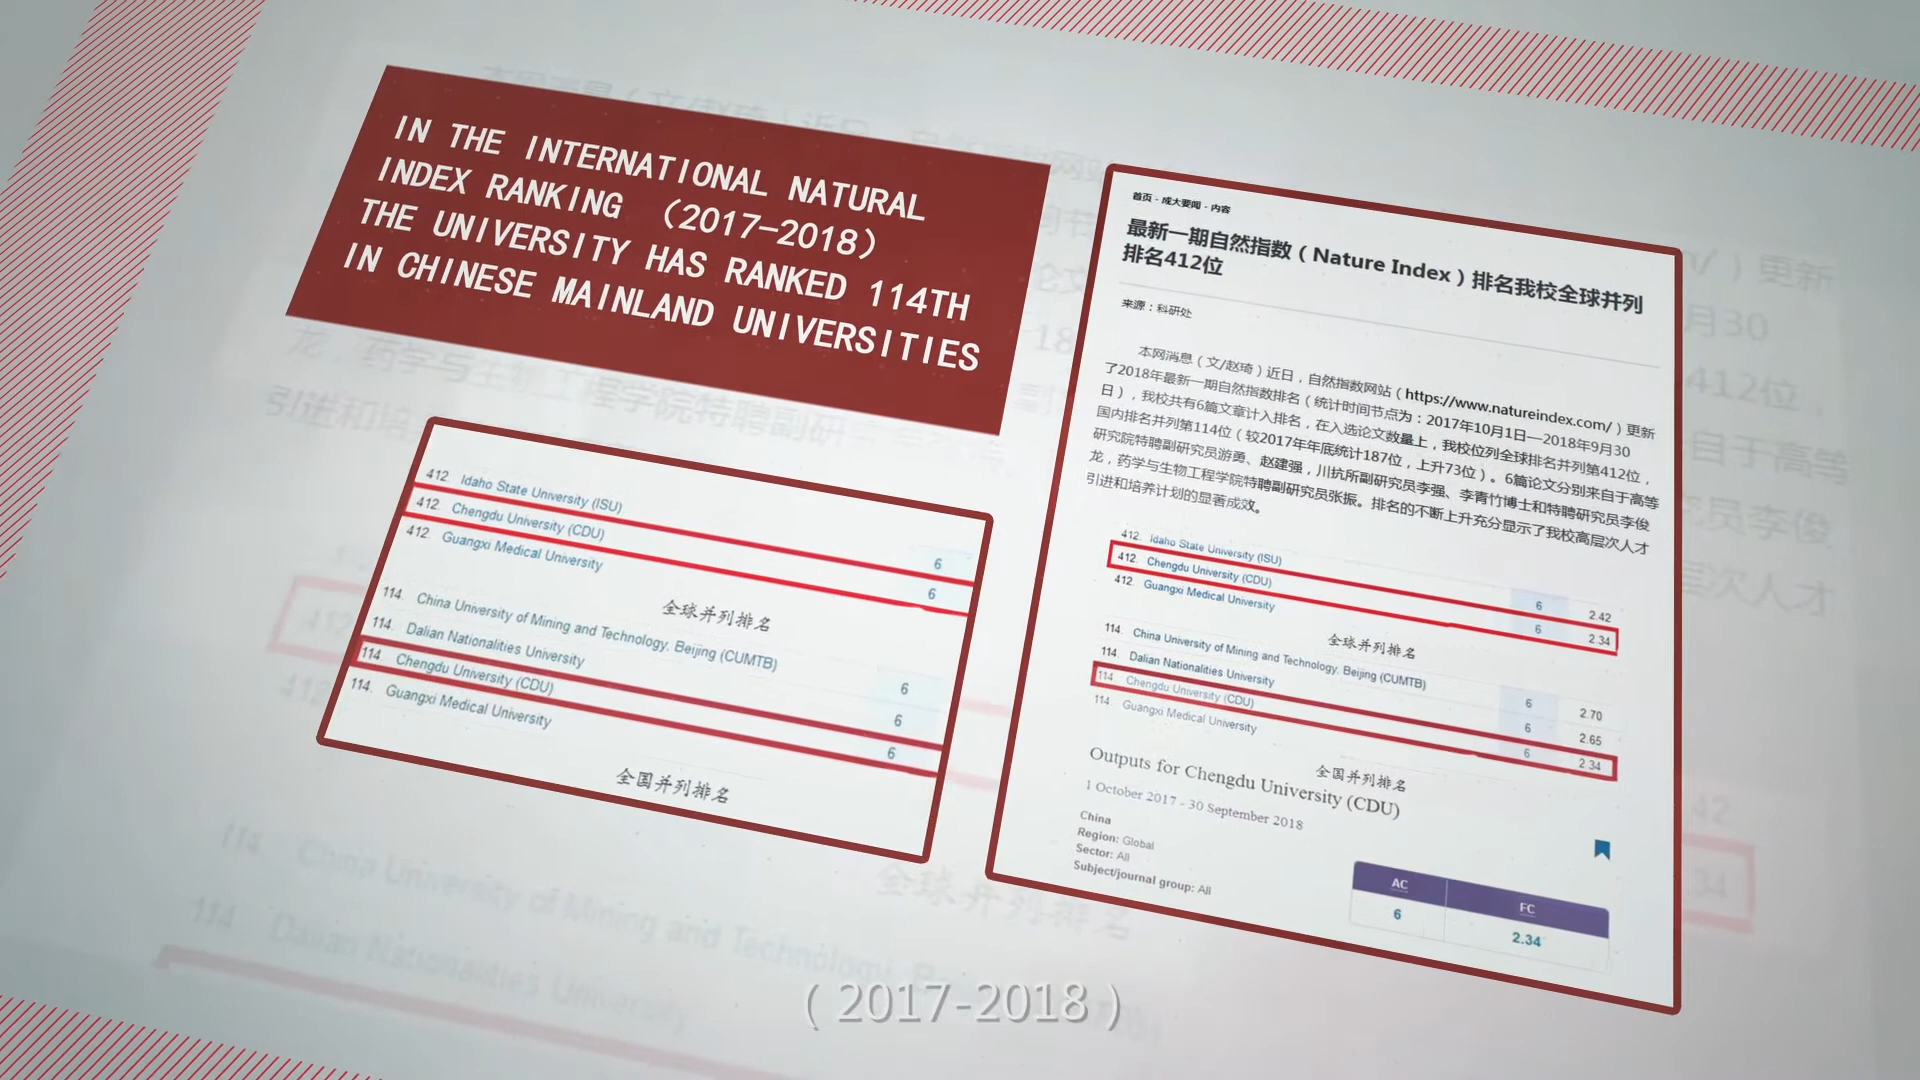 IN THE INTERNATIONAL NATURAL
INDEX RANKING （2017-2018）
THE UNIVERSITY HAS RANKED 114TH
IN CHINESE MAINLAND UNIVERSITIES
412. Idaho State University (ISU) 6
412. Chengdu University (CDU) 6
412. Guangxi Medical University
全球并列排名
114. China University of Mining and Technology, Beijing (CUMTB) 6
114. Dalian Nationalities University 6
114. Chengdu University (CDU) 6
114. Guangxi Medical University
全国并列排名
首页 - 成大要闻 - 内容
最新一期自然指数（Nature Index）排名我校全球并列
排名412位
来源：科研处
本网消息（文/赵琦）近日，自然指数网站（https://www.natureindex.com/）更新
了2018年最新一期自然指数排名（统计时间节点为：2017年10月1日—2018年9月30
日），我校共有6篇文章计入排名，在入选论文数量上，我校位列全球排名并列第412位，
国内排名并列第114位（较2017年年底统计187位，上升73位）。6篇论文分别来自于高等
研究院特聘副研究员游勇、赵建强，川抗所副研究员李强、李青竹博士和特聘研究员李俊
龙，药学与生物工程学院特聘副研究员张振。排名的不断上升充分显示了我校高层次人才
引进和培养计划的显著成效。
412. Idaho State University (ISU) 6 2.42
412. Chengdu University (CDU) 6 2.34
412. Guangxi Medical University
全球并列排名
114. China University of Mining and Technology, Beijing (CUMTB) 6 2.70
114. Dalian Nationalities University 6 2.65
114. Chengdu University (CDU) 6 2.34
114. Guangxi Medical University
全国并列排名
Outputs for Chengdu University (CDU)
1 October 2017 - 30 September 2018
China
Region: Global
Sector: All
Subject/journal group: All
AC FC
6 2.34
（2017-2018）